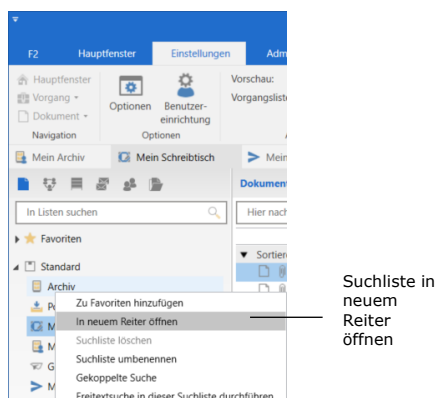 F2 Hauptfenster Einstellungen Adm
Hauptfenster
Vorgang
Dokument
Navigation
Optionen
Benutzer-
einrichtung
Optionen
Vorschau:
Vorgangsliste
Mein Archiv Mein Schreibtisch Mein
Dokument
In Listen suchen
Hier nach
Favoriten
Sortier
Standard
Archiv
Zu Favoriten hinzufügen
In neuem Reiter öffnen
Suchliste löschen
Suchliste umbenennen
Gekoppelte Suche
Freitextsuche in dieser Suchliste durchführen
M
M
G
M
Suchliste in
neuem
Reiter
öffnen